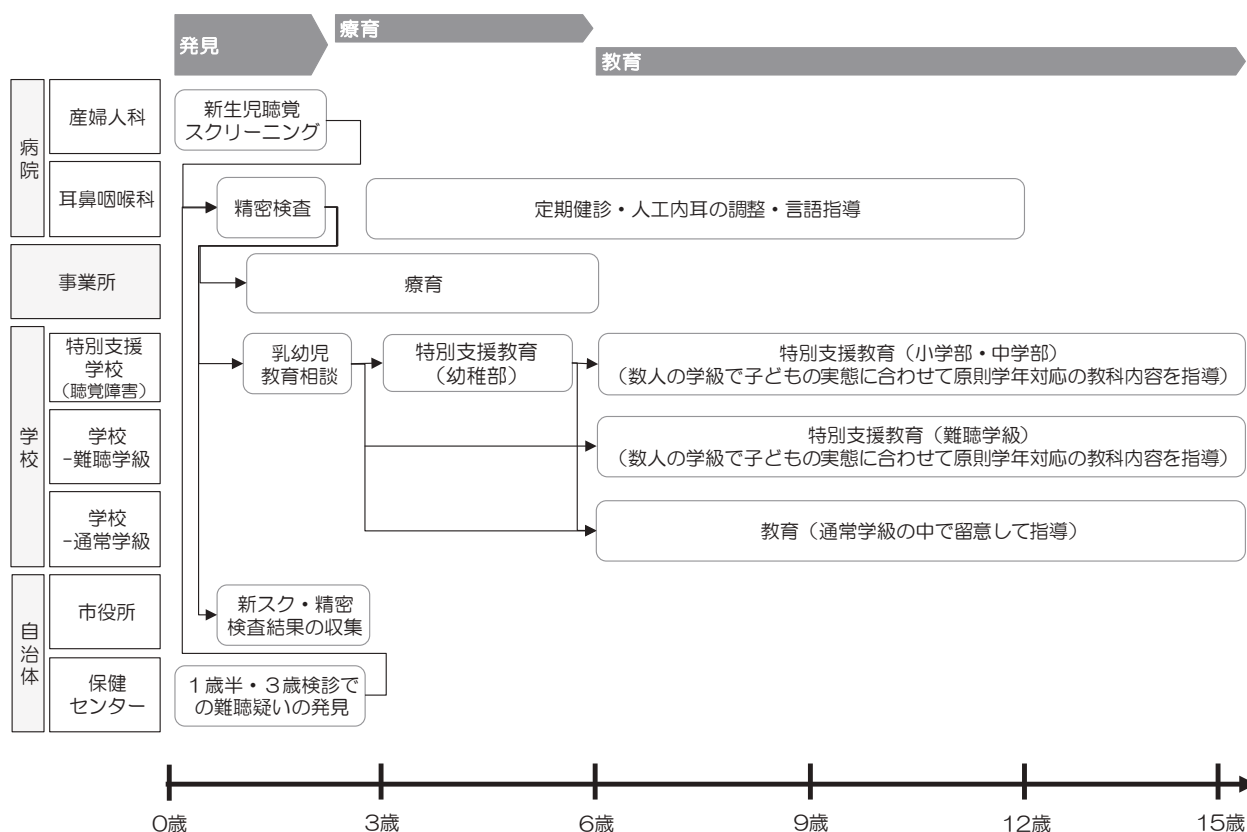 発見
療育
教育
病院
産婦人科
新生児聴覚
スクリーニング
耳鼻咽喉科
精密検査
定期健診・人工内耳の調整・言語指導
事業所
療育
学校
特別支援
学校
（聴覚障害）
乳幼児
教育相談
特別支援教育
（幼稚部）
特別支援教育（小学部・中学部）
（数人の学級で子どもの実態に合わせて原則学年対応の教科内容を指導）
学校
-難聴学級
特別支援教育（難聴学級）
（数人の学級で子どもの実態に合わせて原則学年対応の教科内容を指導）
学校
-通常学級
教育（通常学級の中で留意して指導）
自治体
市役所
新スク・精密
検査結果の収集
保健
センター
１歳半・３歳検診で
の難聴疑いの発見
0歳
3歳
6歳
9歳
12歳
15歳